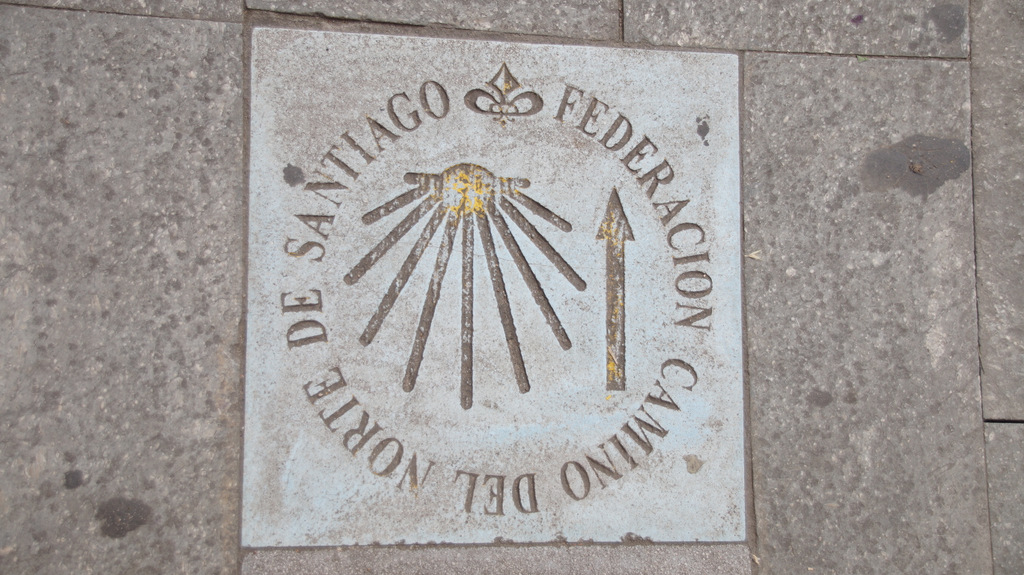 FEDERACION CAMINO DEL NORTE DE SANTIAGO